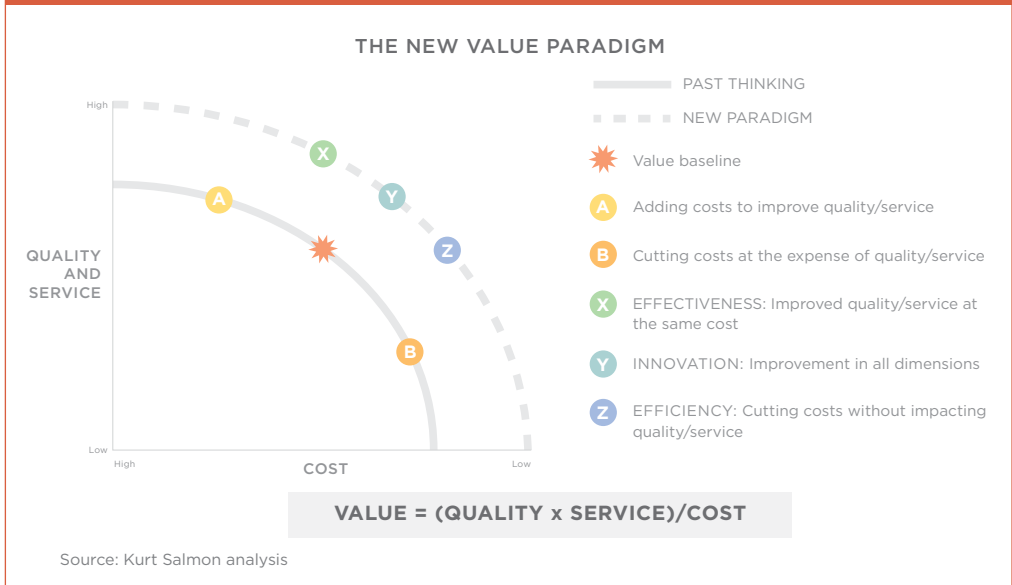 THE NEW VALUE PARADIGM
High
QUALITY
AND
SERVICE
Low
High
COST
Low
A
B
X
Y
Z
PAST THINKING
NEW PARADIGM
Value baseline
A Adding costs to improve quality/service
B Cutting costs at the expense of quality/service
X EFFECTIVENESS: Improved quality/service at
the same cost
Y INNOVATION: Improvement in all dimensions
Z EFFICIENCY: Cutting costs without impacting
quality/service
VALUE = (QUALITY x SERVICE)/COST
Source: Kurt Salmon analysis